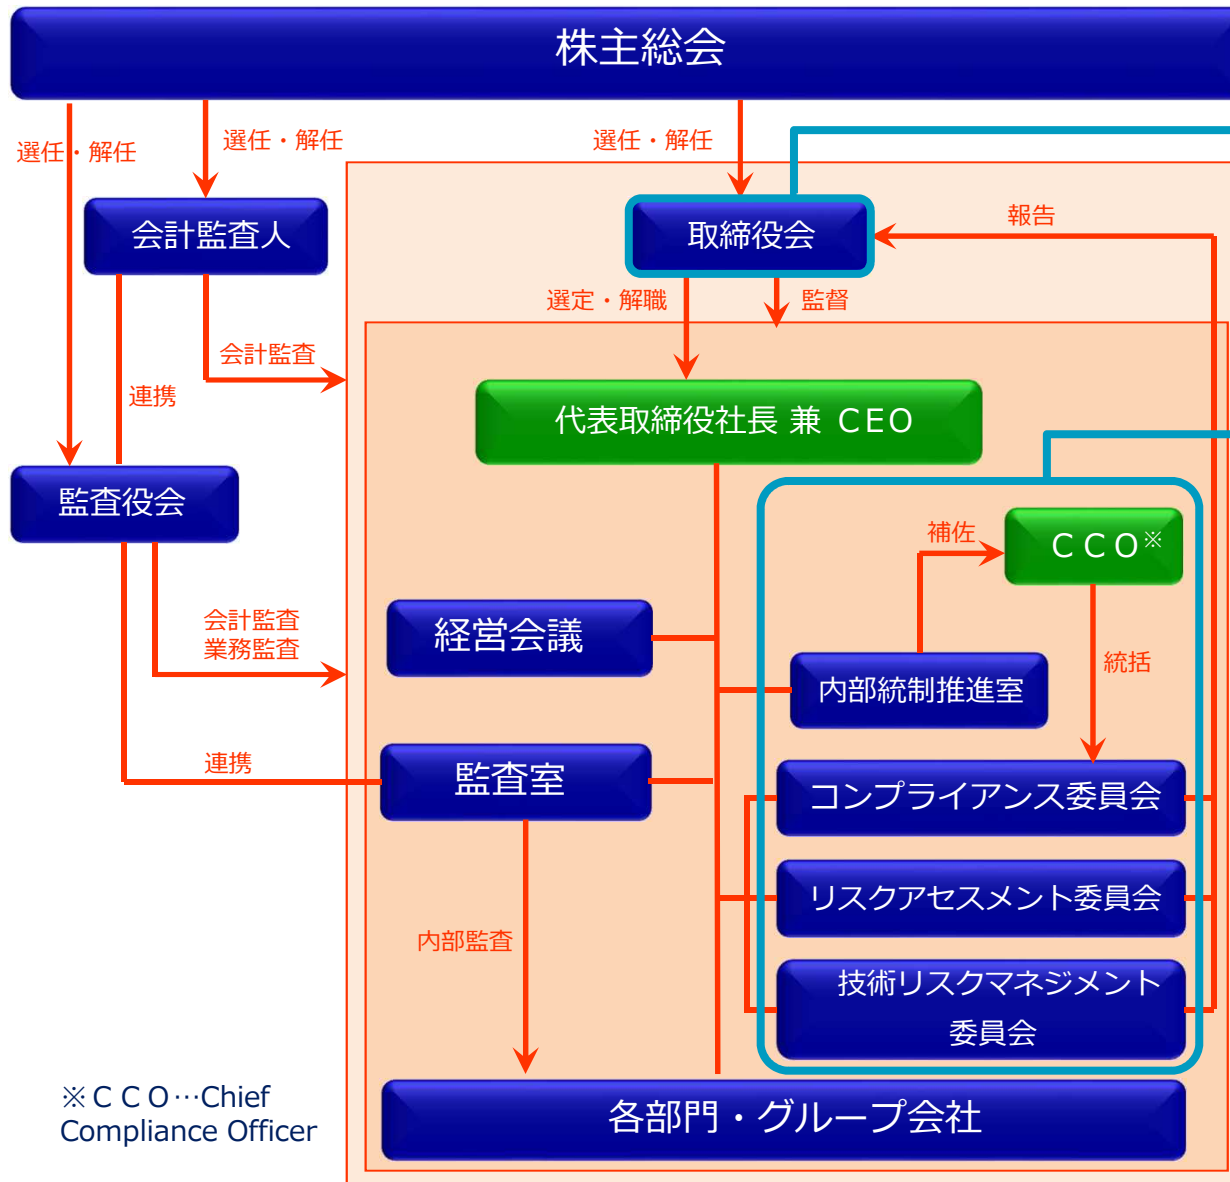 株主総会
選任・解任
選任・解任
選任・解任
会計監査人
取締役会
報告
選定・解職
監督
会計監査
連携
代表取締役社長 兼 CEO
監査役会
補佐
CCO※
会計監査
業務監査
経営会議
内部統制推進室
統括
連携
監査室
コンプライアンス委員会
リスクアセスメント委員会
内部監査
技術リスクマネジメント
委員会
※CCO…Chief
Compliance Officer
各部門・グループ会社